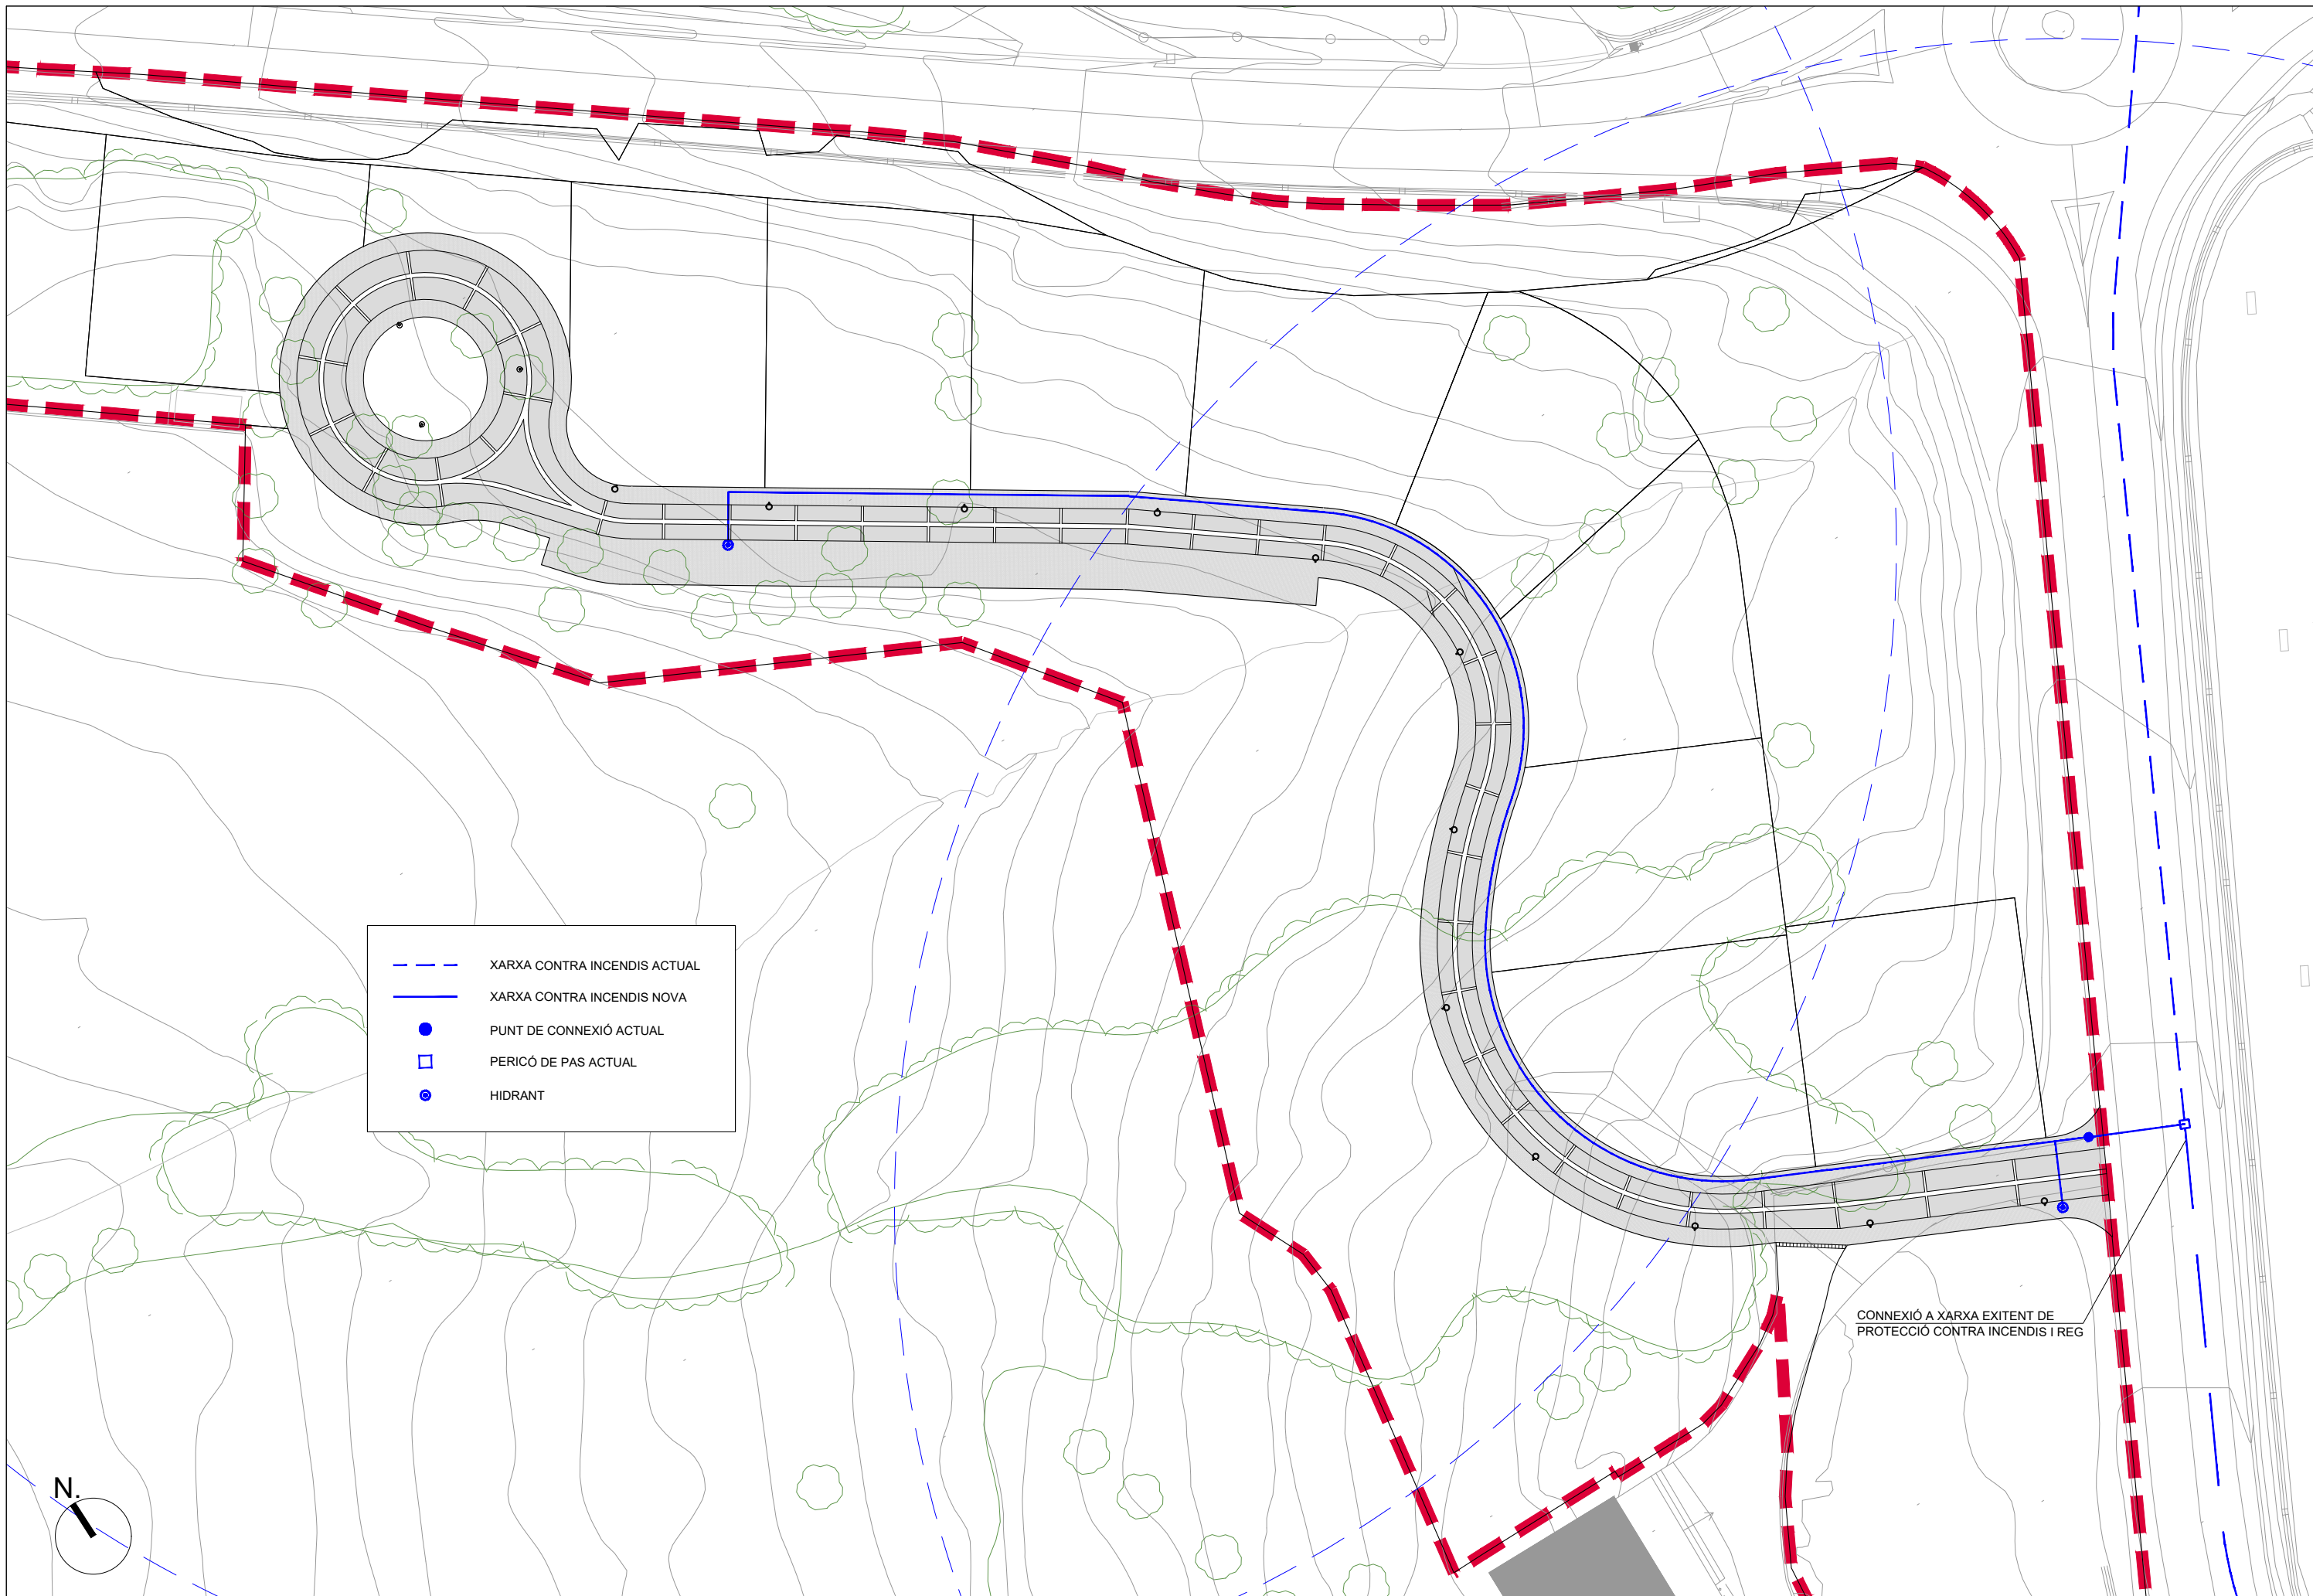 XARXA CONTRA INCENDIS ACTUAL
XARXA CONTRA INCENDIS NOVA
PUNT DE CONNEXIÓ ACTUAL
PERICÓ DE PAS ACTUAL
HIDRANT
CONNEXIÓ A XARXA EXITENT DE
PROTECCIÓ CONTRA INCENDIS I REG
N.